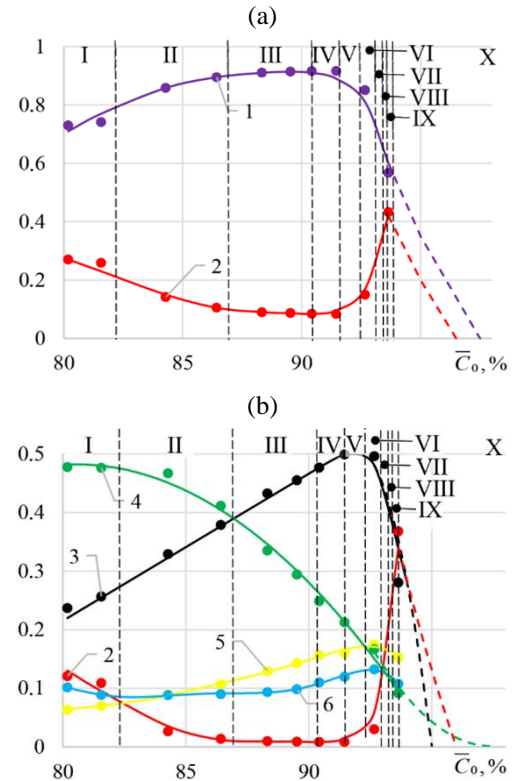 (a)
I II III IV V VI X
VII
VIII
IX
1
0.8
0.6
0.4
0.2
0
1
2
80 85 90 C̅₀, %
(b)
I II III IV V VI X
VII
VIII
IX
0.5
0.4
0.3
0.2
0.1
0
4
3
2
5
6
80 85 90 C̅₀, %